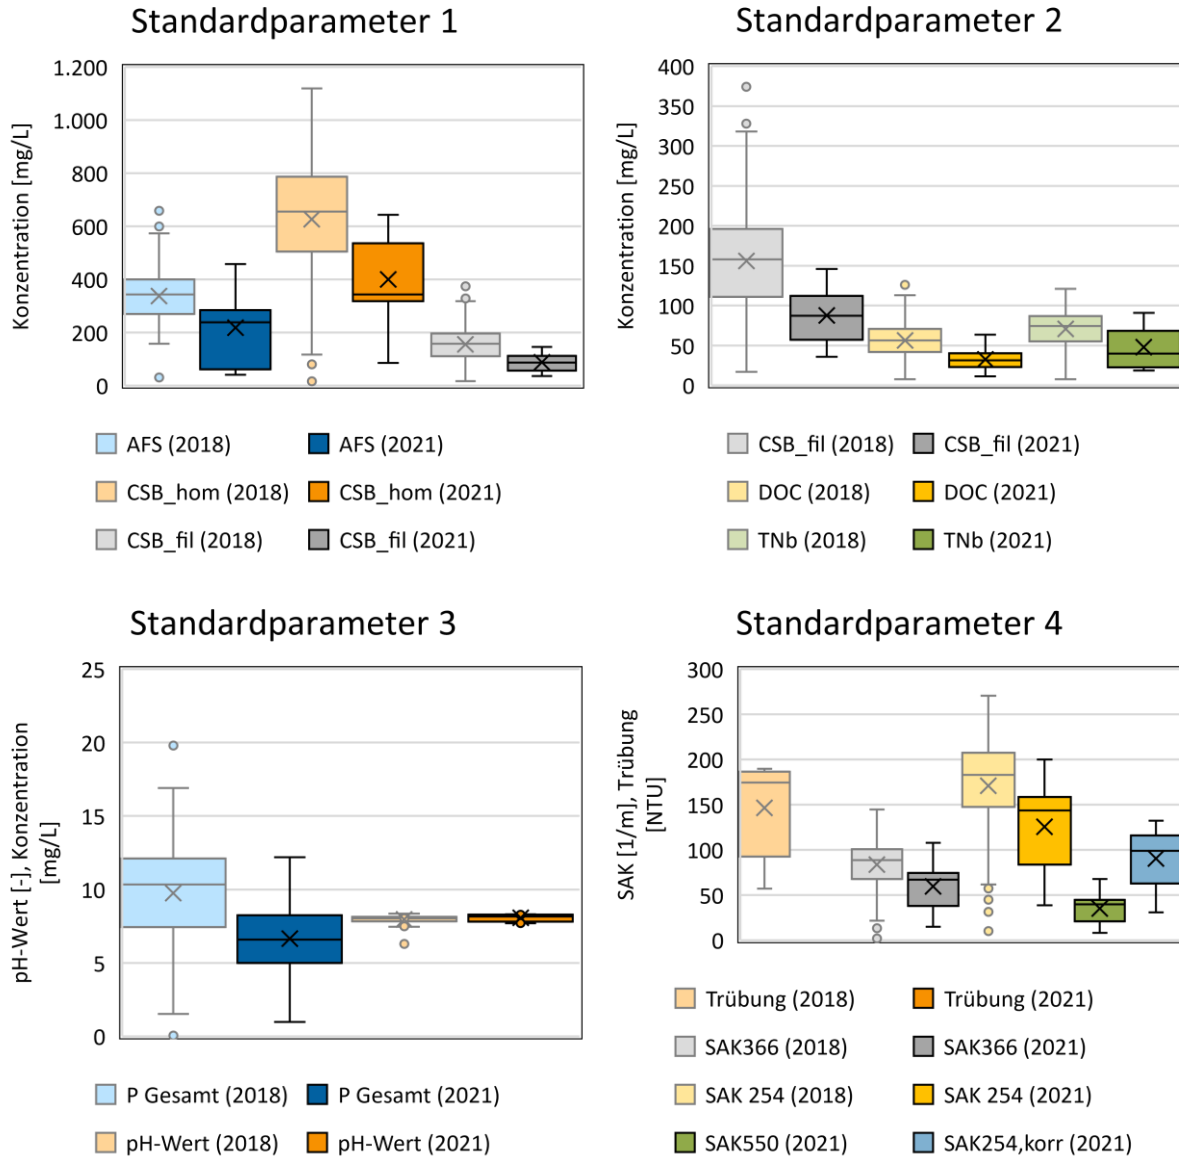 Standardparameter 1
Konzentration [mg/L]
1.200
1.000
800
600
400
200
0
AFS (2018)
AFS (2021)
CSB_hom (2018)
CSB_hom (2021)
CSB_fil (2018)
CSB_fil (2021)
Standardparameter 2
Konzentration [mg/L]
400
350
300
250
200
150
100
50
0
CSB_fil (2018)
CSB_fil (2021)
DOC (2018)
DOC (2021)
TNb (2018)
TNb (2021)
Standardparameter 3
pH-Wert [-], Konzentration
[mg/L]
25
20
15
10
5
0
P Gesamt (2018)
P Gesamt (2021)
pH-Wert (2018)
pH-Wert (2021)
Standardparameter 4
SAK [1/m], Trübung
[NTU]
300
250
200
150
100
50
0
Trübung (2018)
Trübung (2021)
SAK366 (2018)
SAK366 (2021)
SAK 254 (2018)
SAK 254 (2021)
SAK550 (2021)
SAK254,korr (2021)